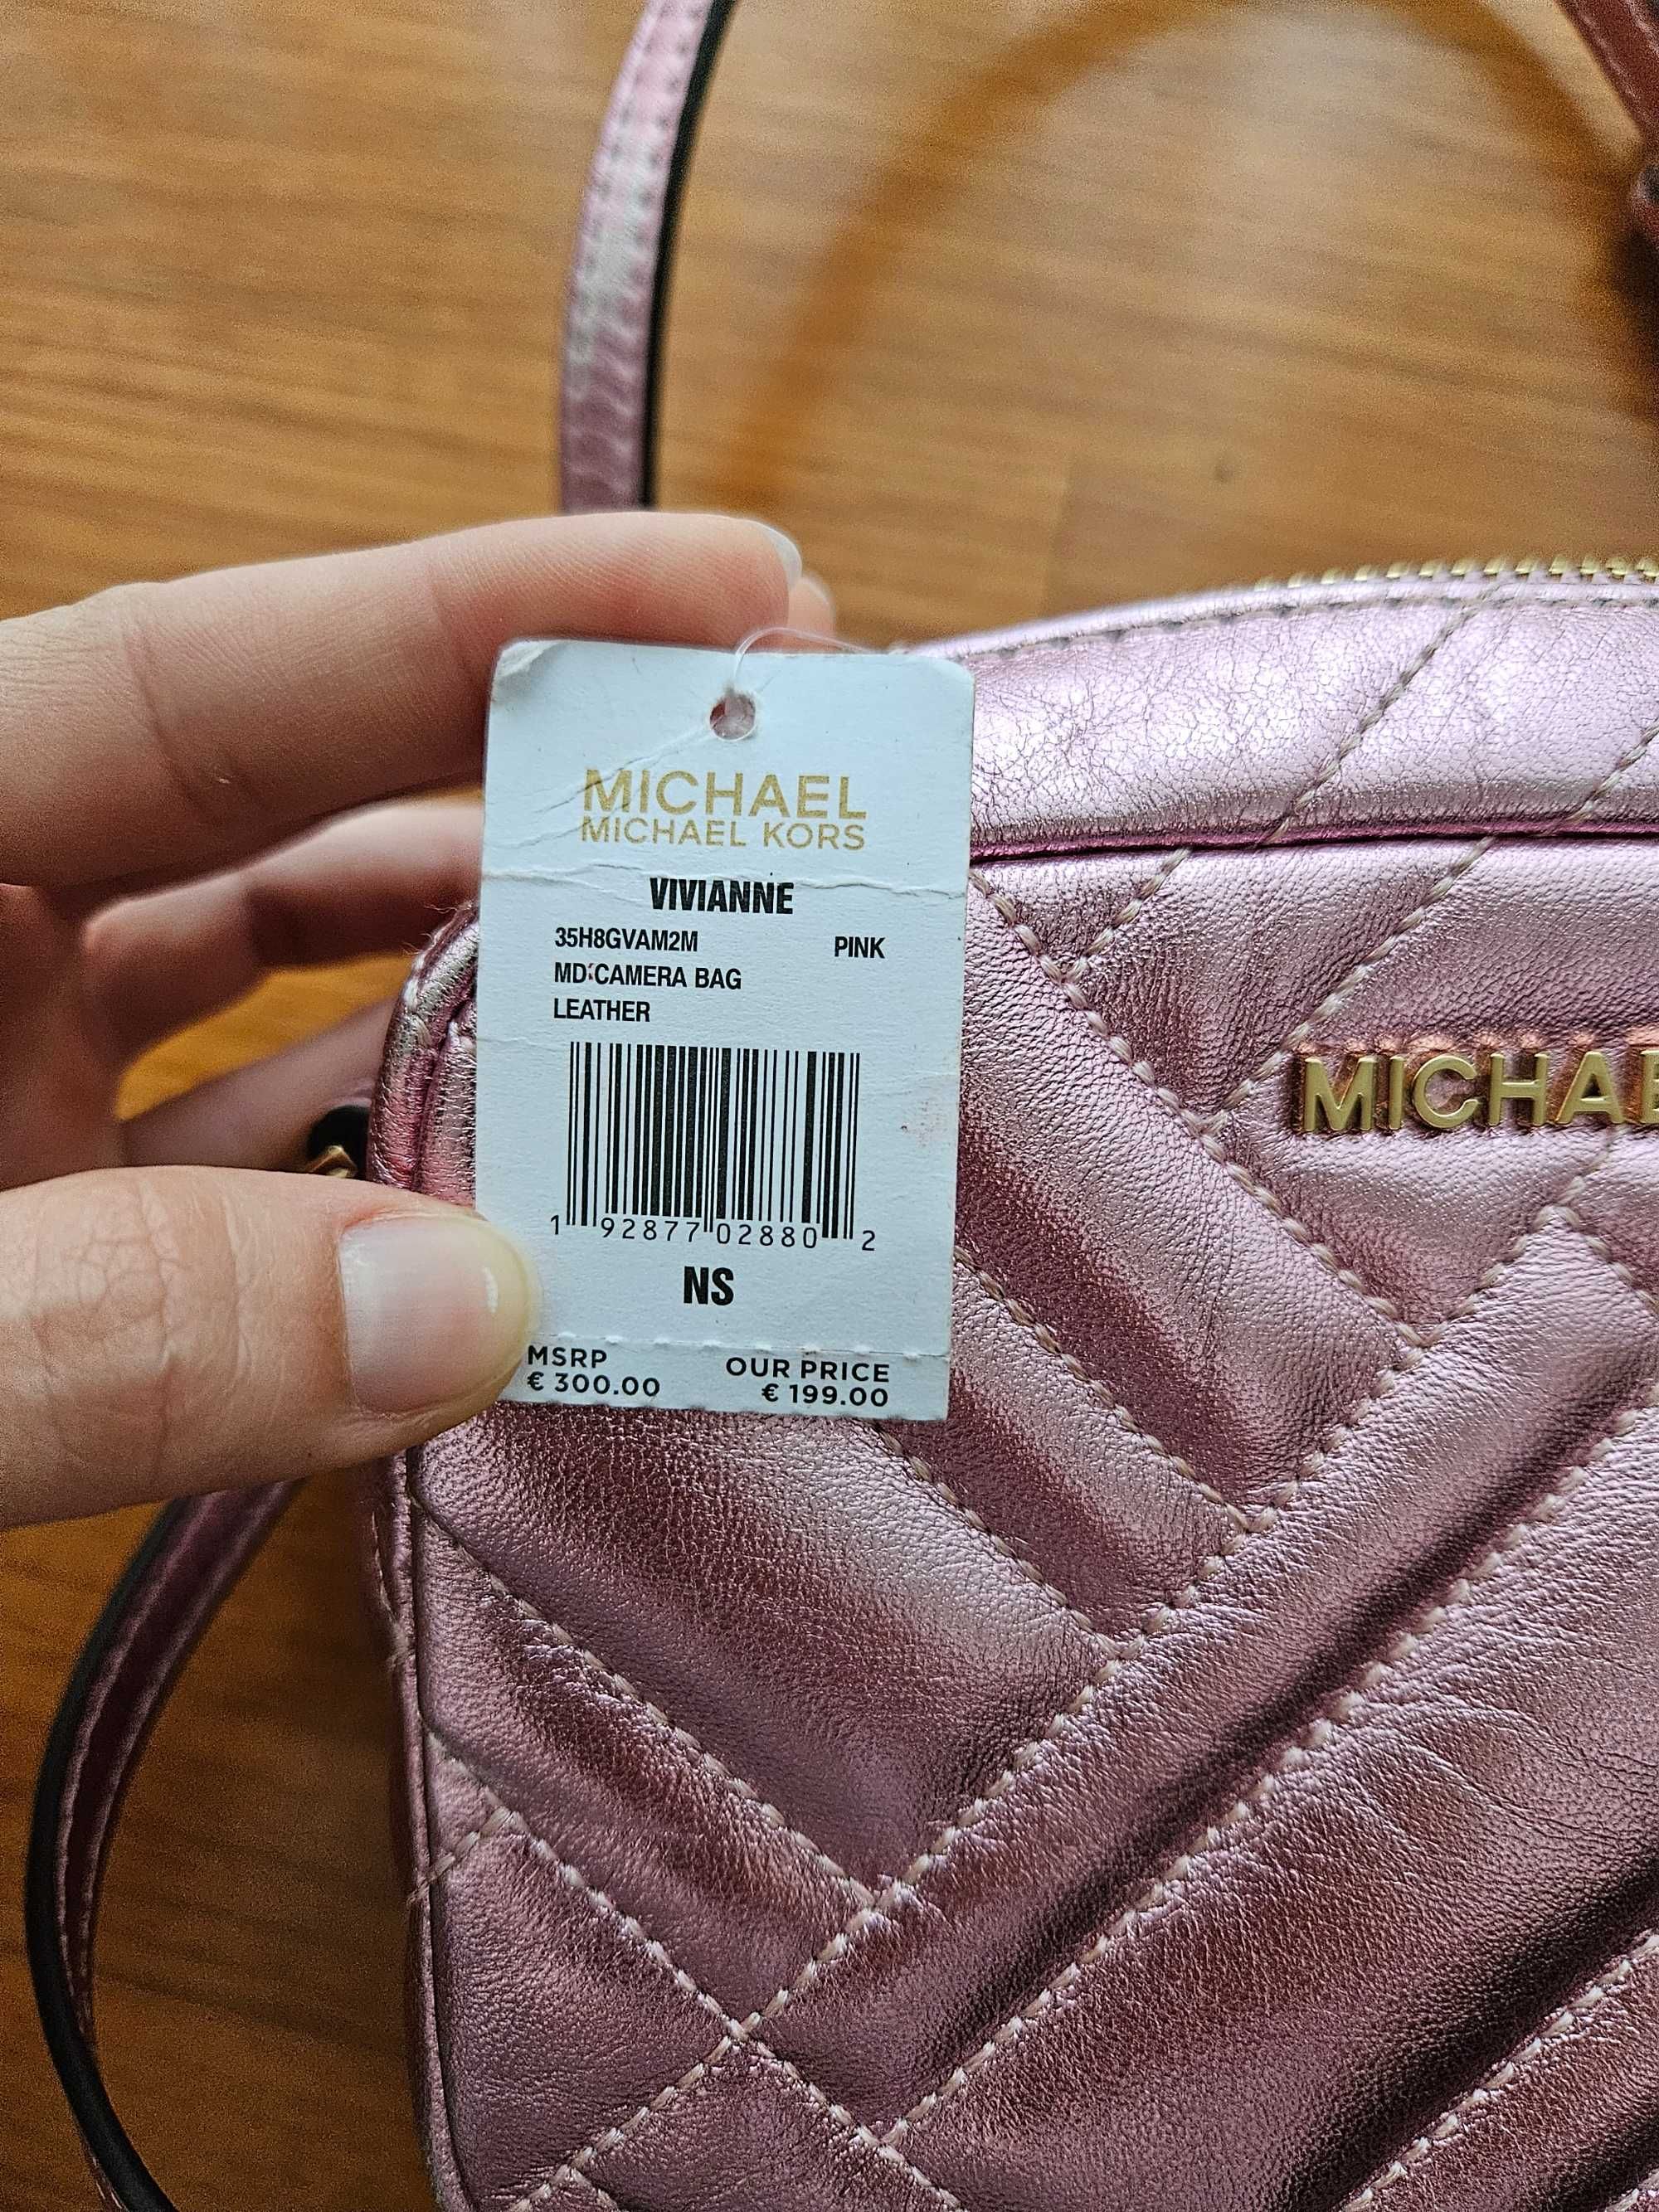 MICHAEL
MICHAEL KORS
VIVIANNE
35H8GVAM2M PINK
MD CAMERA BAG
LEATHER
1 92877 02880 2
NS
MSRP OUR PRICE
€ 300.00 € 199.00
MICHAE